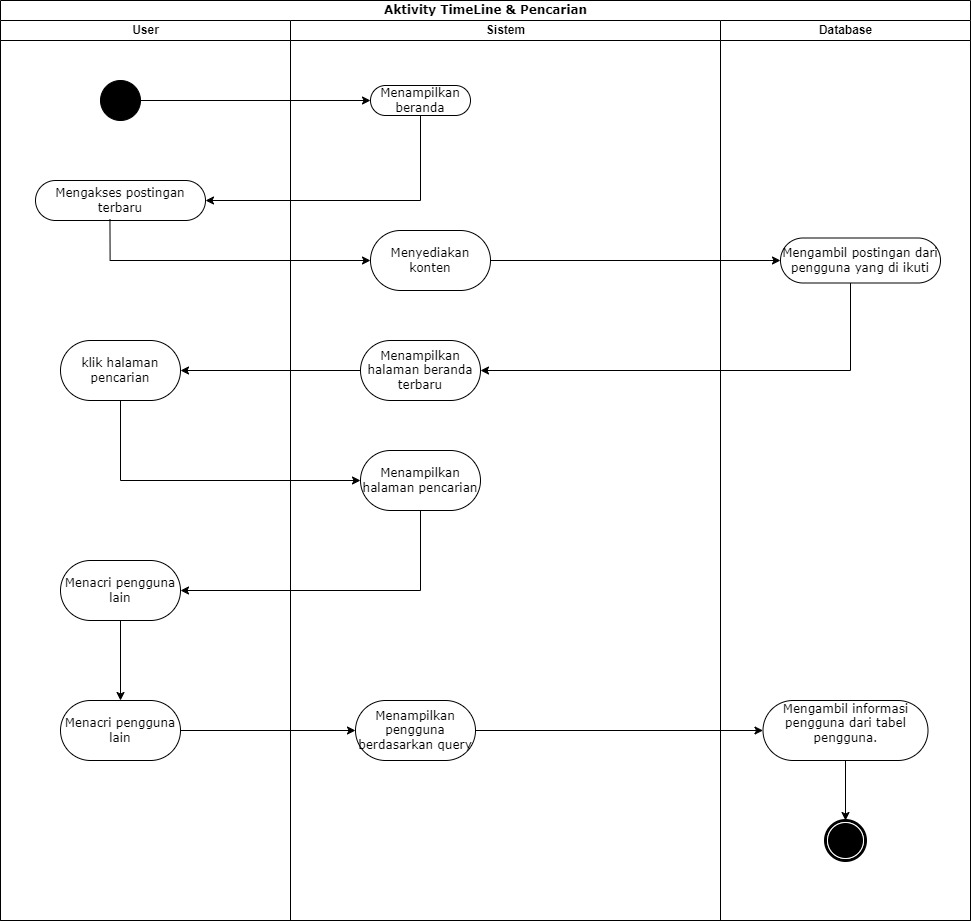 Aktivity TimeLine & Pencarian
User
Sistem
Database
Menampilkan
beranda
Mengakses postingan
terbaru
Menyediakan
konten
Mengambil postingan dari
pengguna yang di ikuti
klik halaman
pencarian
Menampilkan
halaman beranda
terbaru
Menampilkan
halaman pencarian
Menacri pengguna
lain
Menacri pengguna
lain
Menampilkan
pengguna
berdasarkan query
Mengambil informasi
pengguna dari tabel
pengguna.